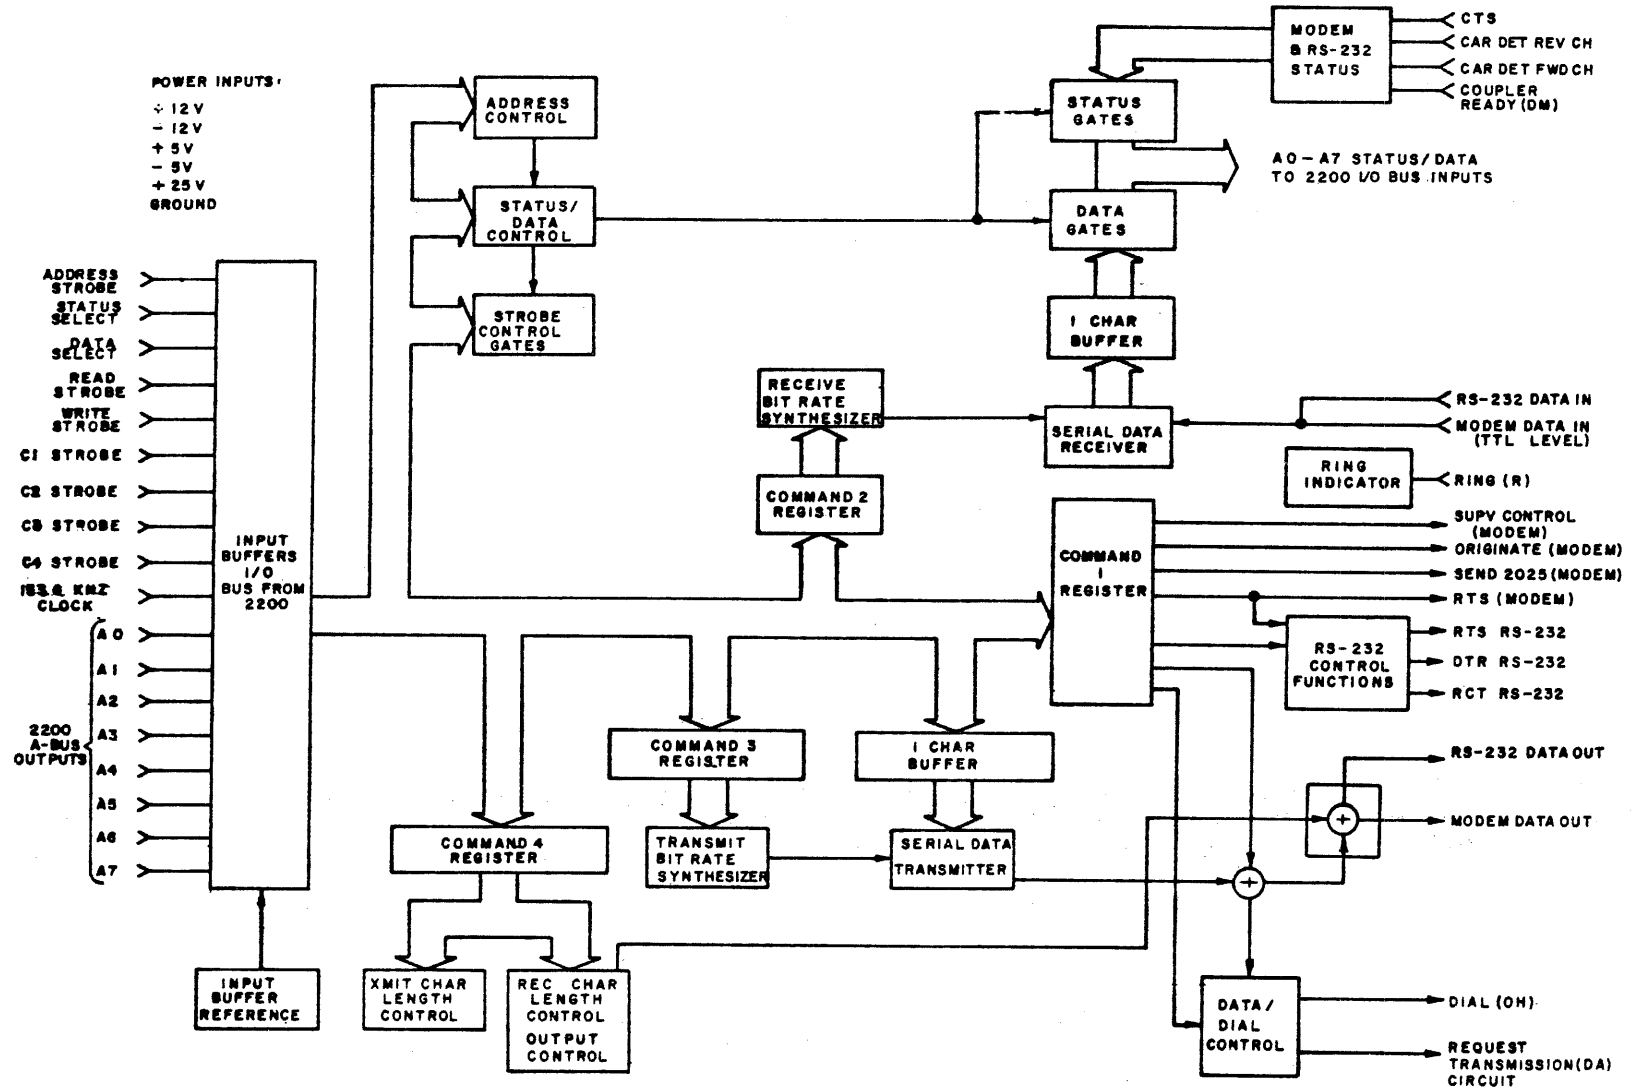 POWER INPUTS:
+ 12 V
- 12 V
+ 5 V
- 5V
+ 25 V
GROUND
ADDRESS
STROBE
STATUS
SELECT
DATA
SELECT
READ
STROBE
WRITE
STROBE
C1 STROBE
C2 STROBE
C3 STROBE
C4 STROBE
CLOCK
2200
A-BUS
OUTPUTS
A0
A1
A2
A3
A4
A5
A6
A7
INPUT
BUFFERS
I/O
BUS FROM
2200
INPUT
BUFFER
REFERENCE
ADDRESS
CONTROL
STATUS/
DATA
CONTROL
STROBE
CONTROL
GATES
RECEIVE
BIT RATE
SYNTHESIZER
COMMAND 2
REGISTER
COMMAND 3
REGISTER
TRANSMIT
BIT RATE
SYNTHESIZER
1 CHAR
BUFFER
SERIAL DATA
TRANSMITTER
COMMAND 4
REGISTER
XMIT CHAR
LENGTH
CONTROL
REC CHAR
LENGTH
CONTROL
OUTPUT
CONTROL
MODEM
& RS-232
STATUS
CTS
CAR DET REV CH
CAR DET FWD CH
COUPLER
READY (DM)
STATUS
GATES
A0-A7 STATUS/DATA
TO 2200 I/O BUS INPUTS
DATA
GATES
1 CHAR
BUFFER
SERIAL DATA
RECEIVER
RS-232 DATA IN
MODEM DATA IN
(TTL LEVEL)
RING
INDICATOR
RING (R)
COMMAND
1
REGISTER
SUPV CONTROL
(MODEM)
ORIGINATE (MODEM)
SEND 2025 (MODEM)
RTS (MODEM)
RS-232
CONTROL
FUNCTIONS
RTS RS-232
DTR RS-232
RCT RS-232
RS-232 DATA OUT
+
MODEM DATA OUT
+
DATA/
DIAL
CONTROL
DIAL (OH)
REQUEST
TRANSMISSION (DA)
CIRCUIT